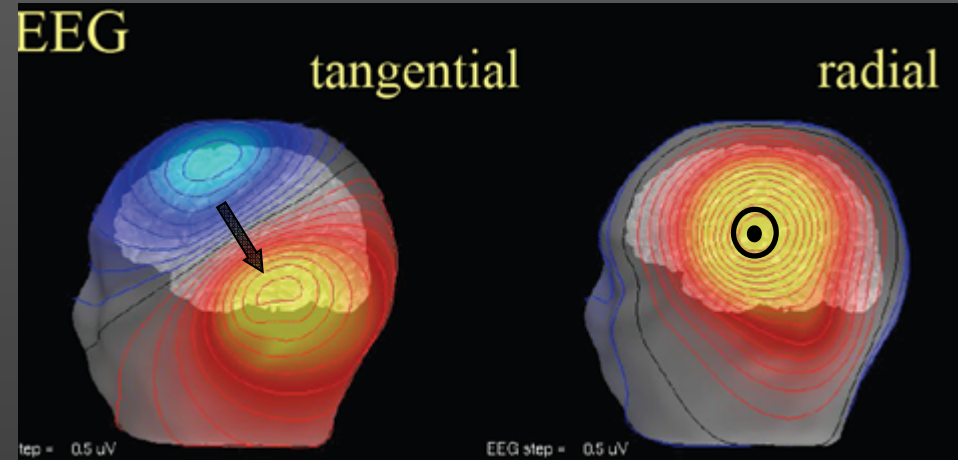 EEG
tangential
radial
tep = 0.5 uV
EEG step = 0.5 uV